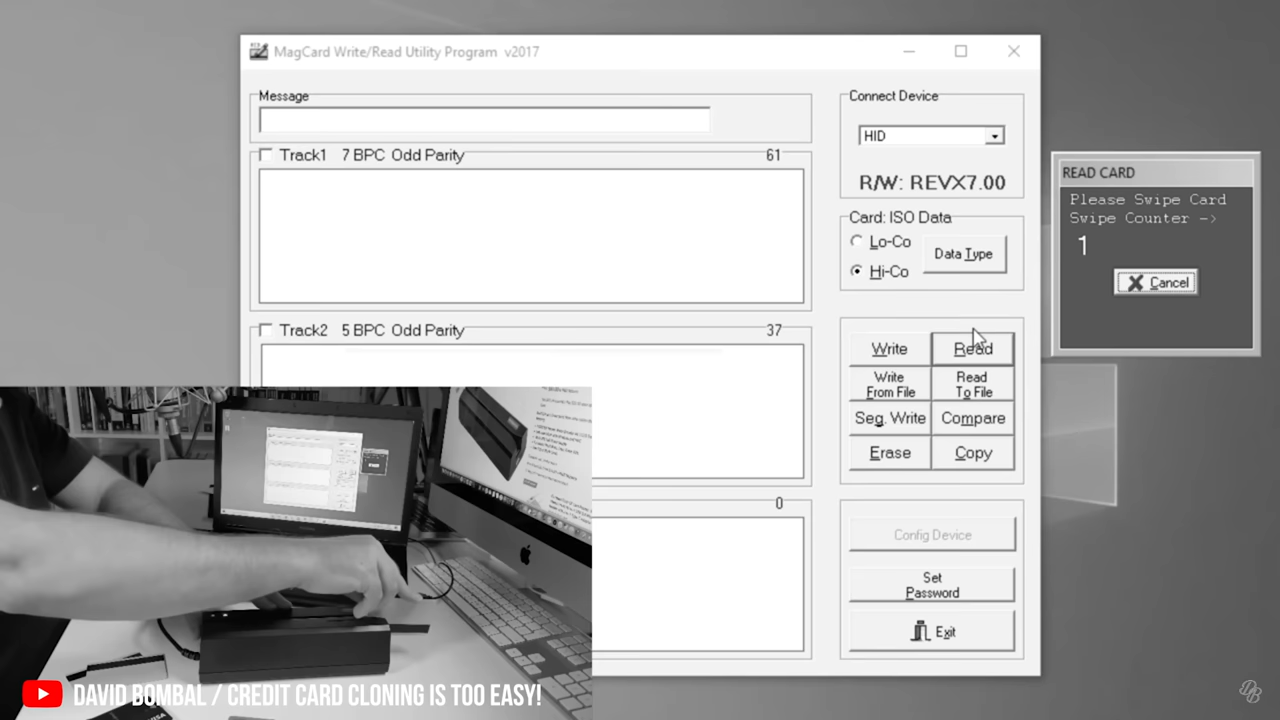 MagCard Write/Read Utility Program v2017
Message
Track1 7 BPC Odd Parity 61
Track2 5 BPC Odd Parity 37
0
Connect Device
HID
R/W: REVX7.00
Card: ISO Data
Lo-Co
Hi-Co
Data Type
Write
Read
Write
From File
Read
To File
Seg. Write
Compare
Erase
Copy
Config Device
Set
Password
Exit
READ CARD
Please Swipe Card
Swipe Counter ->
1
Cancel
DAVID BOMBAL / CREDIT CARD CLONING IS TOO EASY!
DB